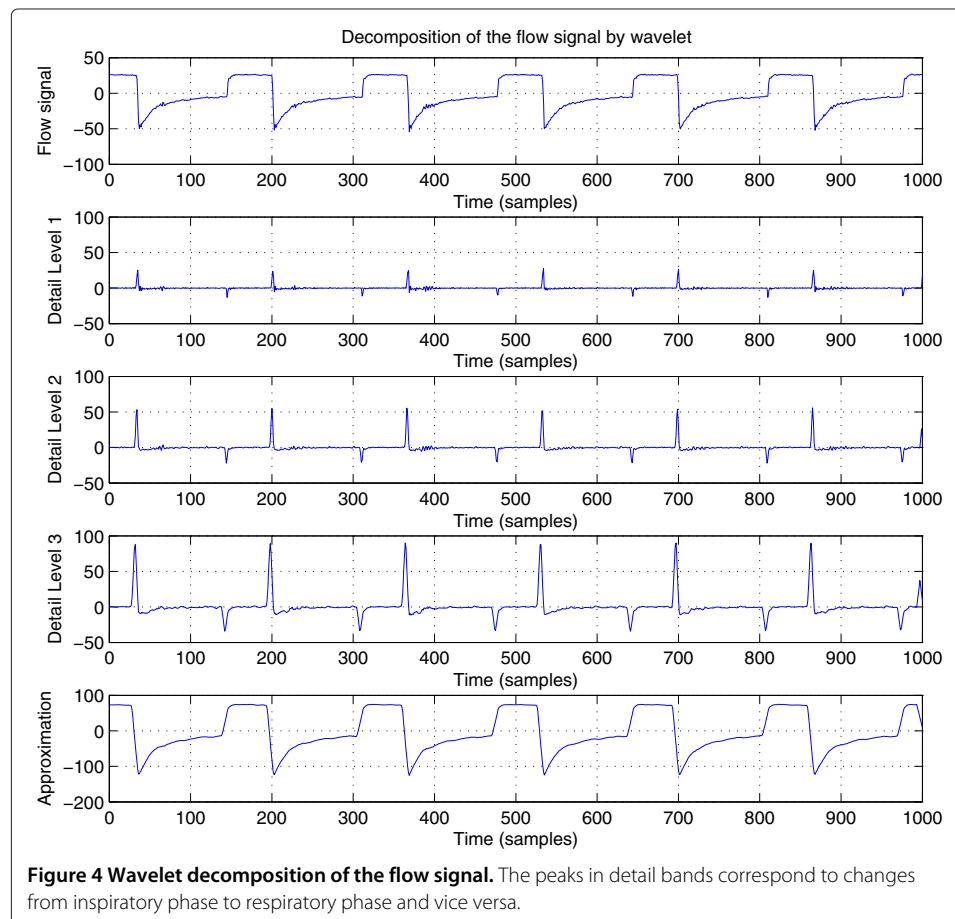 Decomposition of the flow signal by wavelet
Flow signal
50
0
−50
−100
0 100 200 300 400 500 600 700 800 900 1000
Time (samples)
Detail Level 1
100
50
0
−50
0 100 200 300 400 500 600 700 800 900 1000
Time (samples)
Detail Level 2
100
50
0
−50
0 100 200 300 400 500 600 700 800 900 1000
Time (samples)
Detail Level 3
100
50
0
−50
0 100 200 300 400 500 600 700 800 900 1000
Time (samples)
Approximation
100
0
−100
−200
0 100 200 300 400 500 600 700 800 900 1000
Time (samples)
Figure 4 Wavelet decomposition of the flow signal. The peaks in detail bands correspond to changes
from inspiratory phase to respiratory phase and vice versa.